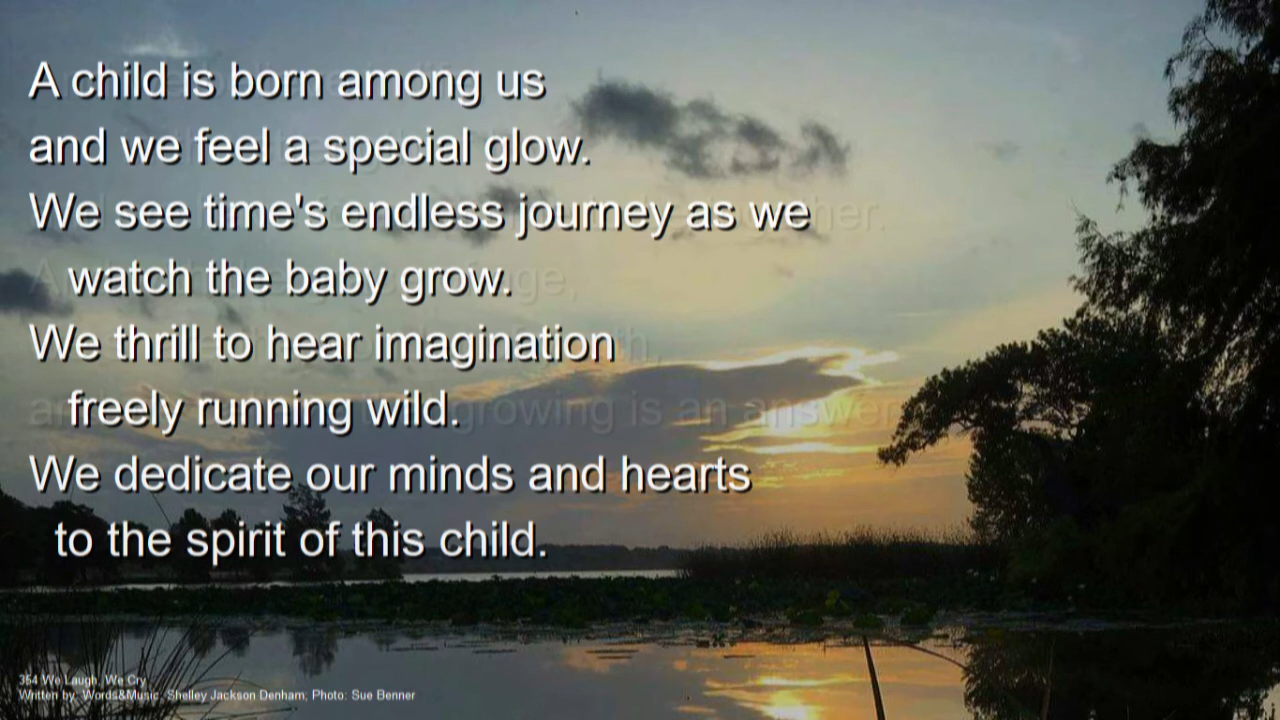 A child is born among us
and we feel a special glow.
We see time's endless journey as we
watch the baby grow.
We thrill to hear imagination
freely running wild.
We dedicate our minds and hearts
to the spirit of this child.
354 We Laugh, We Cry
Written by: Words&Music: Shelley Jackson Denham; Photo: Sue Benner